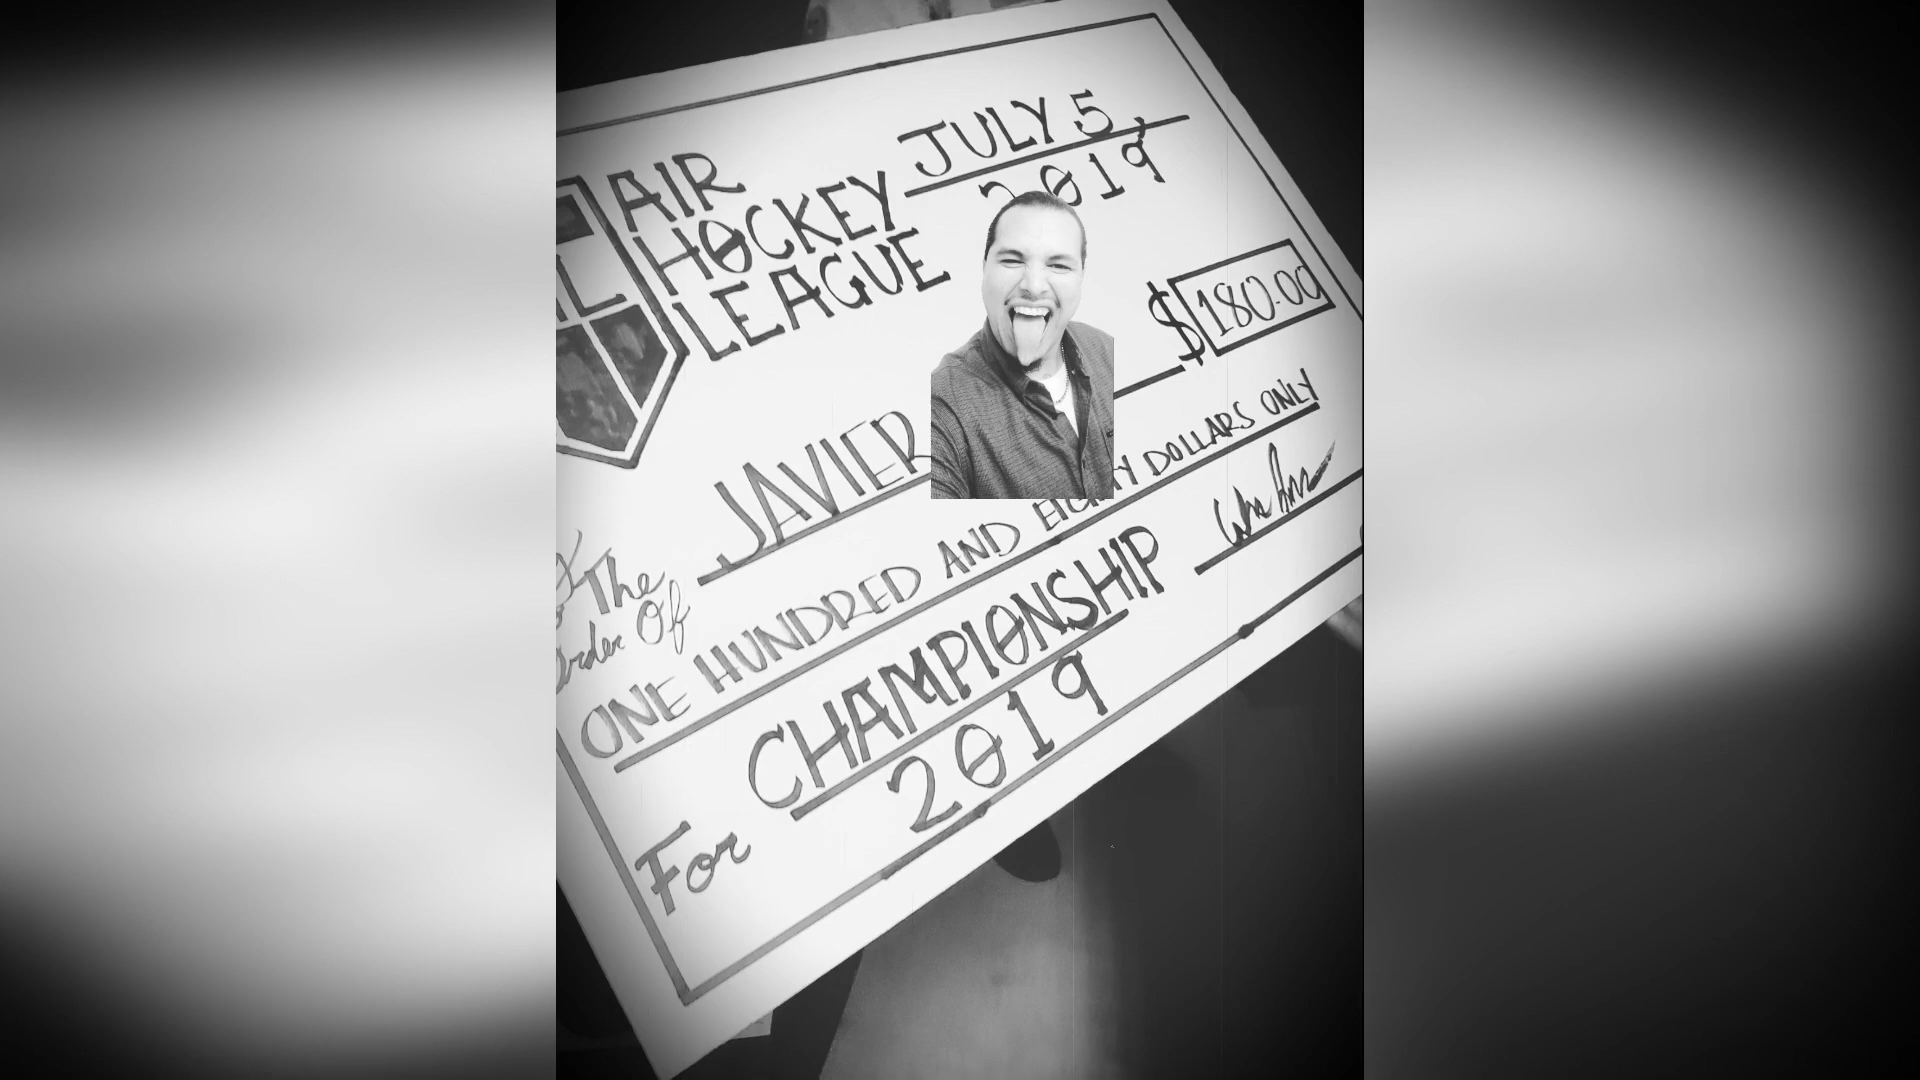 AIR
HOCKEY
LEAGUE
JULY 5,
2019
$ 180.00
The
Order Of
JAVIER
ONE HUNDRED AND EIGHTY DOLLARS ONLY
For
CHAMPIONSHIP
2019